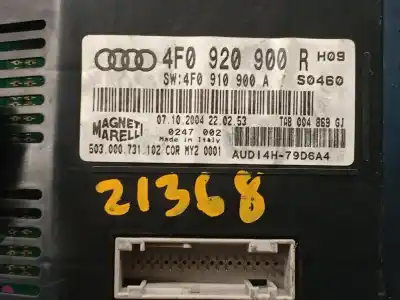 4F0 920 900 R H09
SW:4F0 910 900 A S0460
07.10.2004 22.02.53 TAB 004 869 GJ
MAGNETI MARELLI
0247 002
Made in Italy
503.000.731.102 COR MY2 0001 AUDI4H-79D6A4
21368